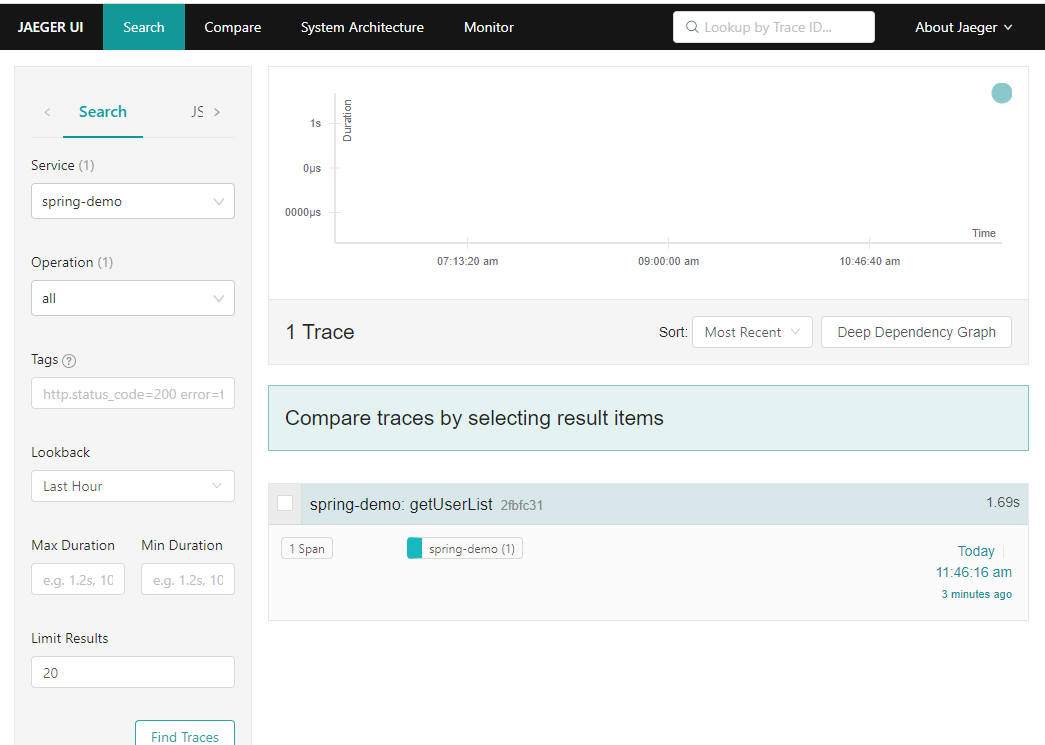 JAEGER UI Search Compare System Architecture Monitor Lookup by Trace ID... About Jaeger
Search JS
Service (1)
spring-demo
Operation (1)
all
Tags ?
http.status_code=200 error=t
Lookback
Last Hour
Max Duration Min Duration
e.g. 1.2s, 10 e.g. 1.2s, 10
Limit Results
20
Find Traces
Duration
1s
0μs
0000μs
Time
07:13:20 am 09:00:00 am 10:46:40 am
1 Trace Sort: Most Recent Deep Dependency Graph
Compare traces by selecting result items
spring-demo: getUserList 2fbfc31 1.69s
1 Span spring-demo (1) Today
11:46:16 am
3 minutes ago